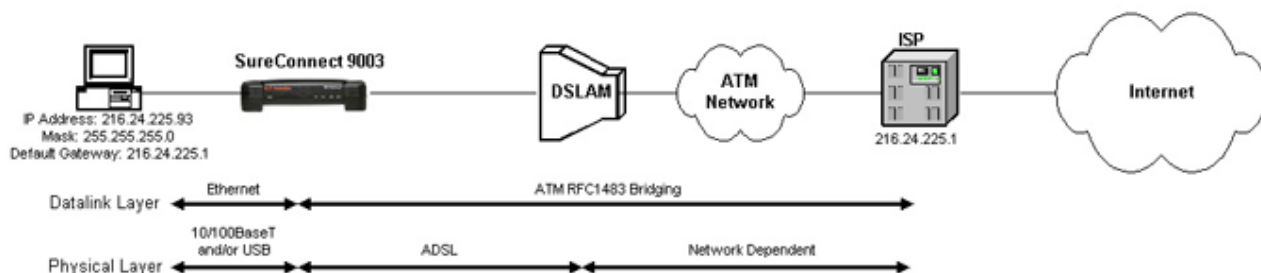 SureConnect 9003
DSLAM
ATM
Network
ISP
Internet
IP Address: 216.24.225.93
Mask: 255.255.255.0
Default Gateway: 216.24.225.1
216.24.225.1
Datalink Layer
Ethernet
ATM RFC1483 Bridging
Physical Layer
10/100BaseT
and/or USB
ADSL
Network Dependent